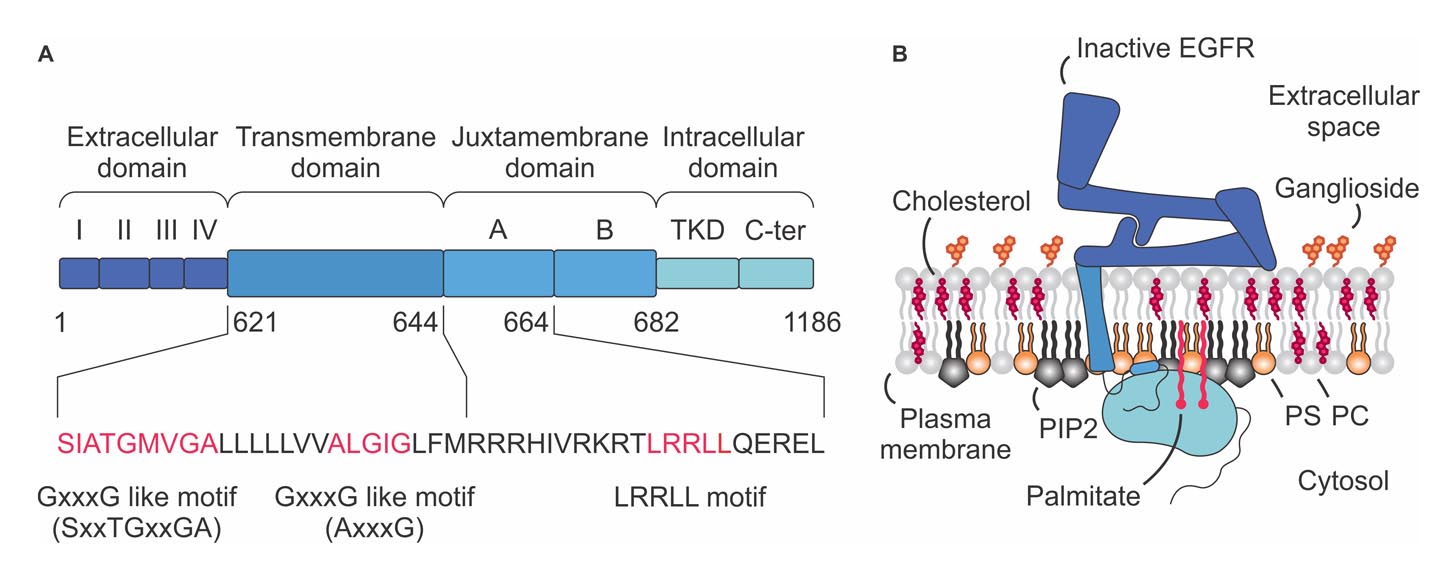 A
Extracellular
domain
Transmembrane
domain
Juxtamembrane
domain
Intracellular
domain
I II III IV A B TKD C-ter
1 621 644 664 682 1186
SIATGMVGALLLLLVVALGIGLFMRRRHIVRKRTLRRLLQEREL
GxxxG like motif
(SxxTGxxGA)
GxxxG like motif
(AxxxG)
LRRLL motif
B
Inactive EGFR
Extracellular
space
Cholesterol
Ganglioside
Plasma
membrane
PIP2
PS PC
Palmitate
Cytosol